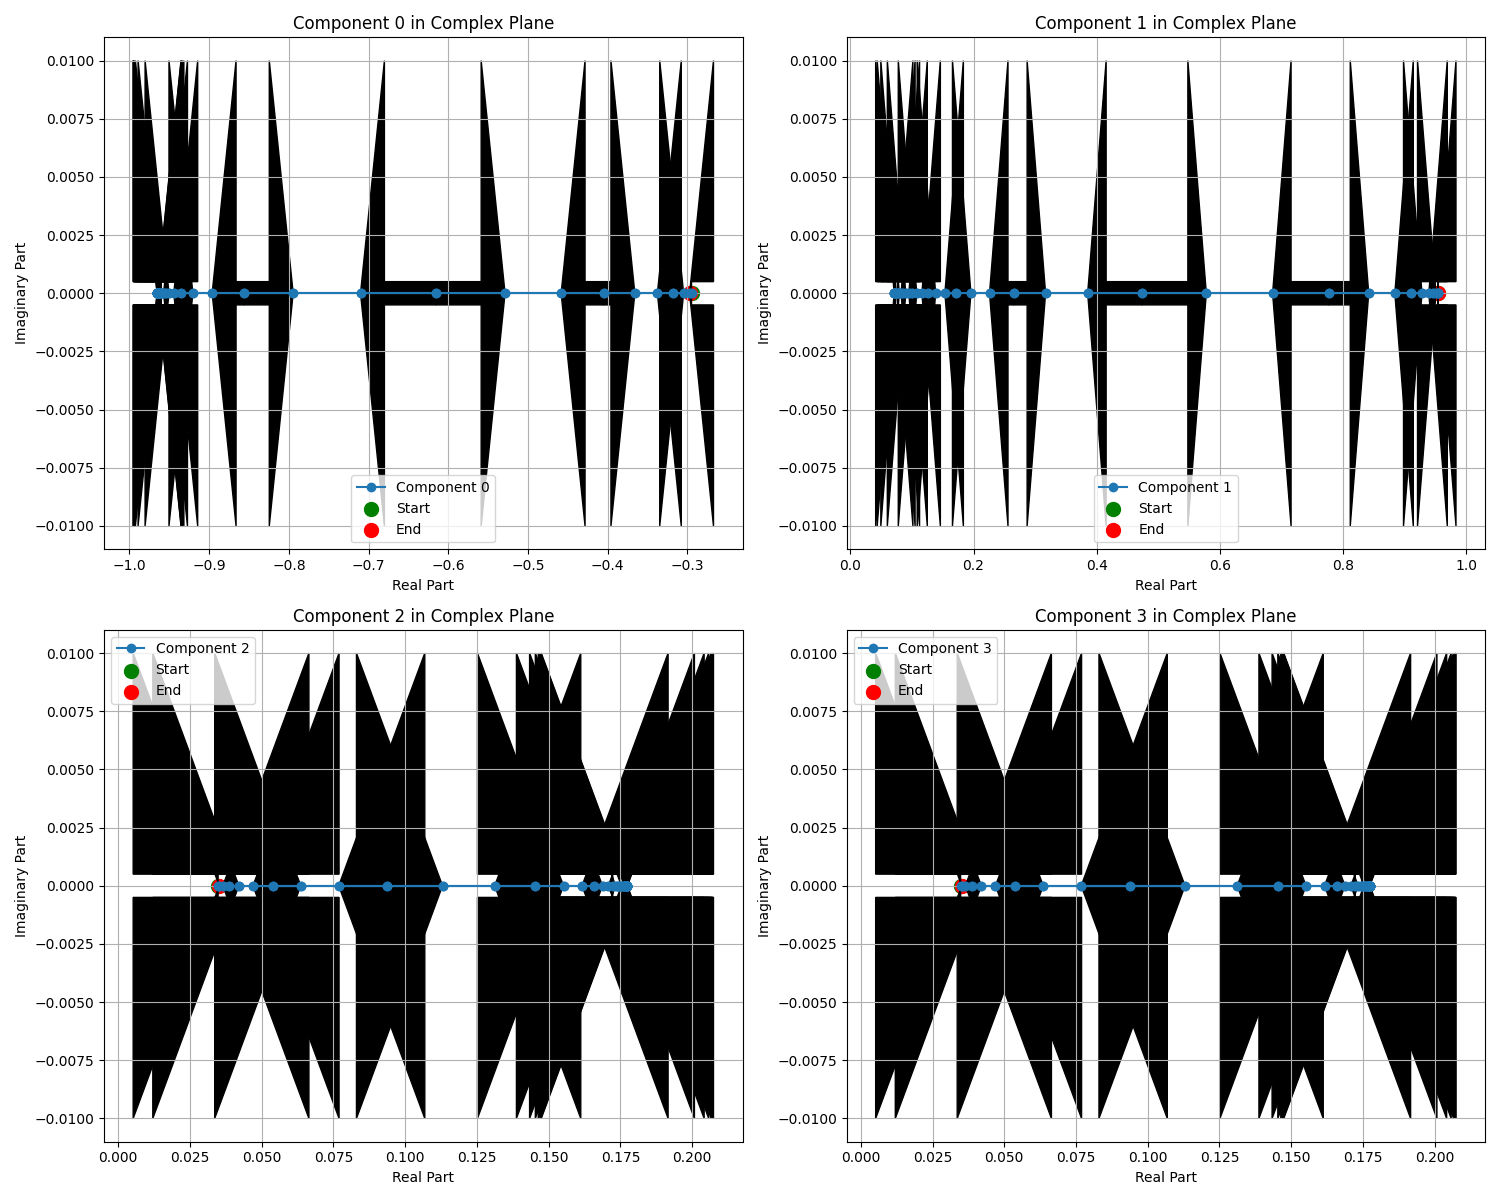 Component 0 in Complex Plane
0.0100
0.0075
0.0050
0.0025
0.0000
−0.0025
−0.0050
−0.0075
−0.0100
Imaginary Part
−1.0 −0.9 −0.8 −0.7 −0.6 −0.5 −0.4 −0.3
Real Part
Component 0
Start
End
Component 1 in Complex Plane
0.0100
0.0075
0.0050
0.0025
0.0000
−0.0025
−0.0050
−0.0075
−0.0100
Imaginary Part
0.0 0.2 0.4 0.6 0.8 1.0
Real Part
Component 1
Start
End
Component 2 in Complex Plane
0.0100
0.0075
0.0050
0.0025
0.0000
−0.0025
−0.0050
−0.0075
−0.0100
Imaginary Part
0.000 0.025 0.050 0.075 0.100 0.125 0.150 0.175 0.200
Real Part
Component 2
Start
End
Component 3 in Complex Plane
0.0100
0.0075
0.0050
0.0025
0.0000
−0.0025
−0.0050
−0.0075
−0.0100
Imaginary Part
0.000 0.025 0.050 0.075 0.100 0.125 0.150 0.175 0.200
Real Part
Component 3
Start
End